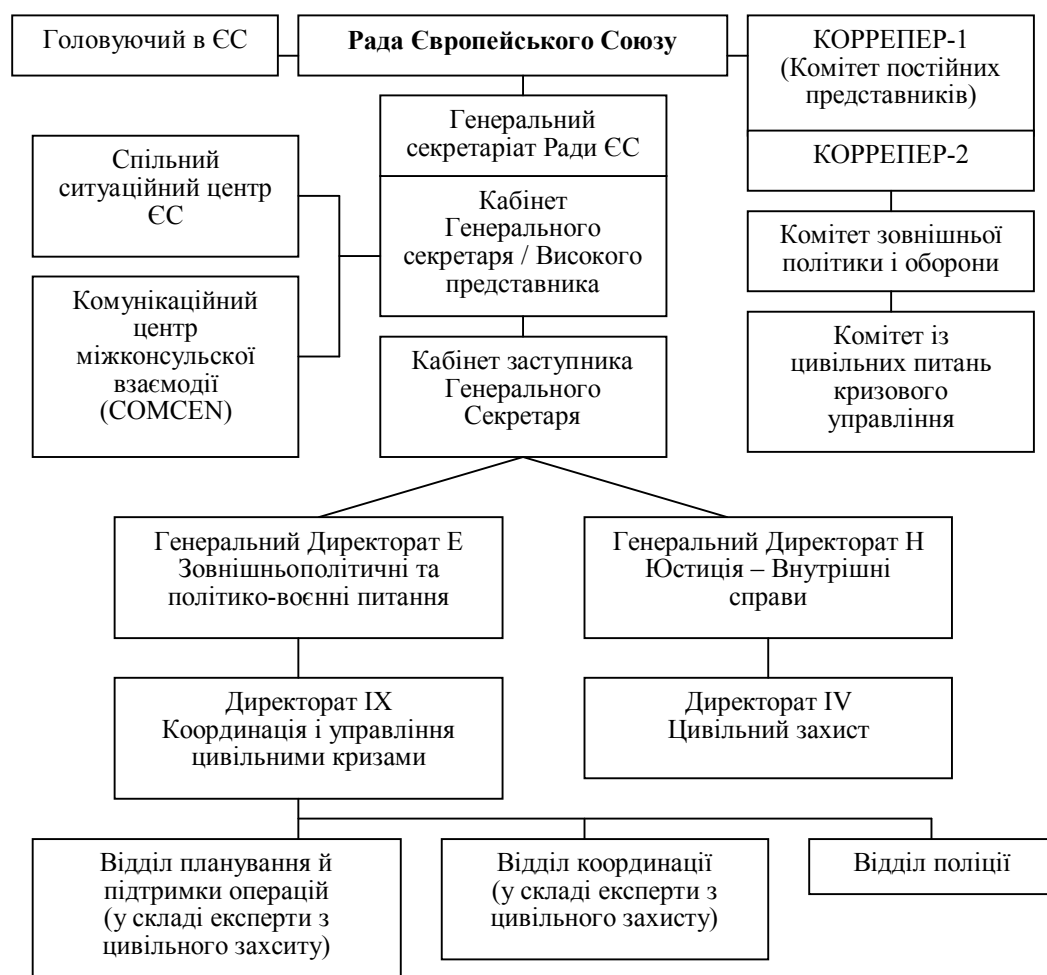 Головуючий в ЄС
Рада Європейського Союзу
КОРРЕПЕР-1
(Комітет постійних
представників)
КОРРЕПЕР-2
Генеральний
секретаріат Ради ЄС
Спільний
ситуаційний центр
ЄС
Кабінет
Генерального
секретаря / Високого
представника
Комітет зовнішньої
політики і оборони
Комунікаційний
центр
міжконсульскої
взаємодії
(COMCEN)
Кабінет заступника
Генерального
Секретаря
Комітет із
цивільних питань
кризового
управління
Генеральний Директорат Е
Зовнішньополітичні та
політико-воєнні питання
Генеральний Директорат Н
Юстиція – Внутрішні
справи
Директорат IX
Координація і управління
цивільними кризами
Директорат IV
Цивільний захист
Відділ планування й
підтримки операцій
(у складі експерти з
цивільного захситу)
Відділ координації
(у складі експерти з
цивільного захисту)
Відділ поліції